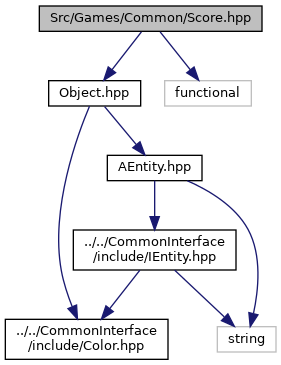 Src/Games/Common/Score.hpp
Object.hpp
functional
AEntity.hpp
../../CommonInterface
/include/IEntity.hpp
../../CommonInterface
/include/Color.hpp
string